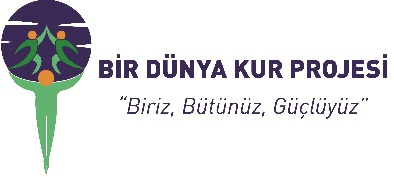 BİR DÜNYA KUR PROJESİ
“Biriz, Bütünüz, Güçlüyüz”